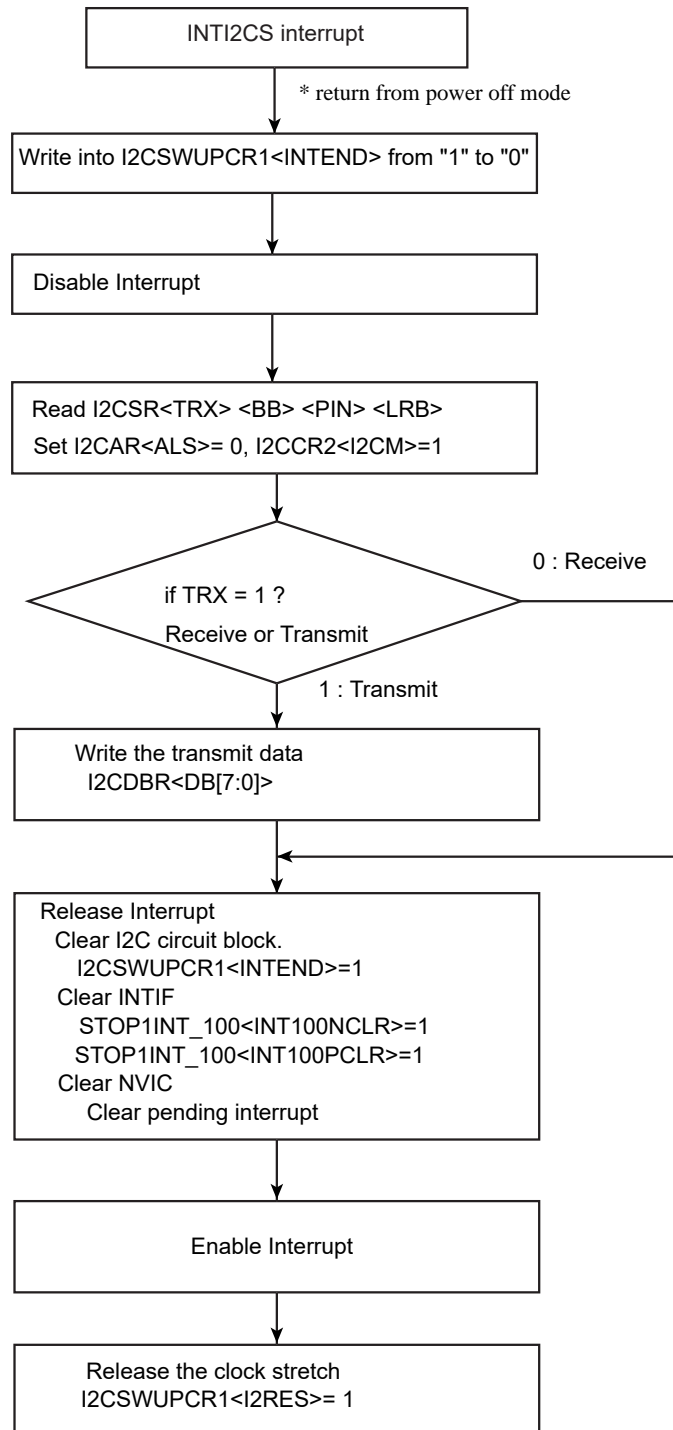 INTI2CS interrupt
* return from power off mode
Write into I2CSWUPCR1<INTEND> from "1" to "0"
Disable Interrupt
Read I2CSR<TRX> <BB> <PIN> <LRB>
Set I2CAR<ALS>= 0, I2CCR2<I2CM>=1
0 : Receive
if TRX = 1 ?
Receive or Transmit
1 : Transmit
Write the transmit data
I2CDBR<DB[7:0]>
Release Interrupt
Clear I2C circuit block.
I2CSWUPCR1<INTEND>=1
Clear INTIF
STOP1INT_100<INT100NCLR>=1
STOP1INT_100<INT100PCLR>=1
Clear NVIC
Clear pending interrupt
Enable Interrupt
Release the clock stretch
I2CSWUPCR1<I2RES>= 1